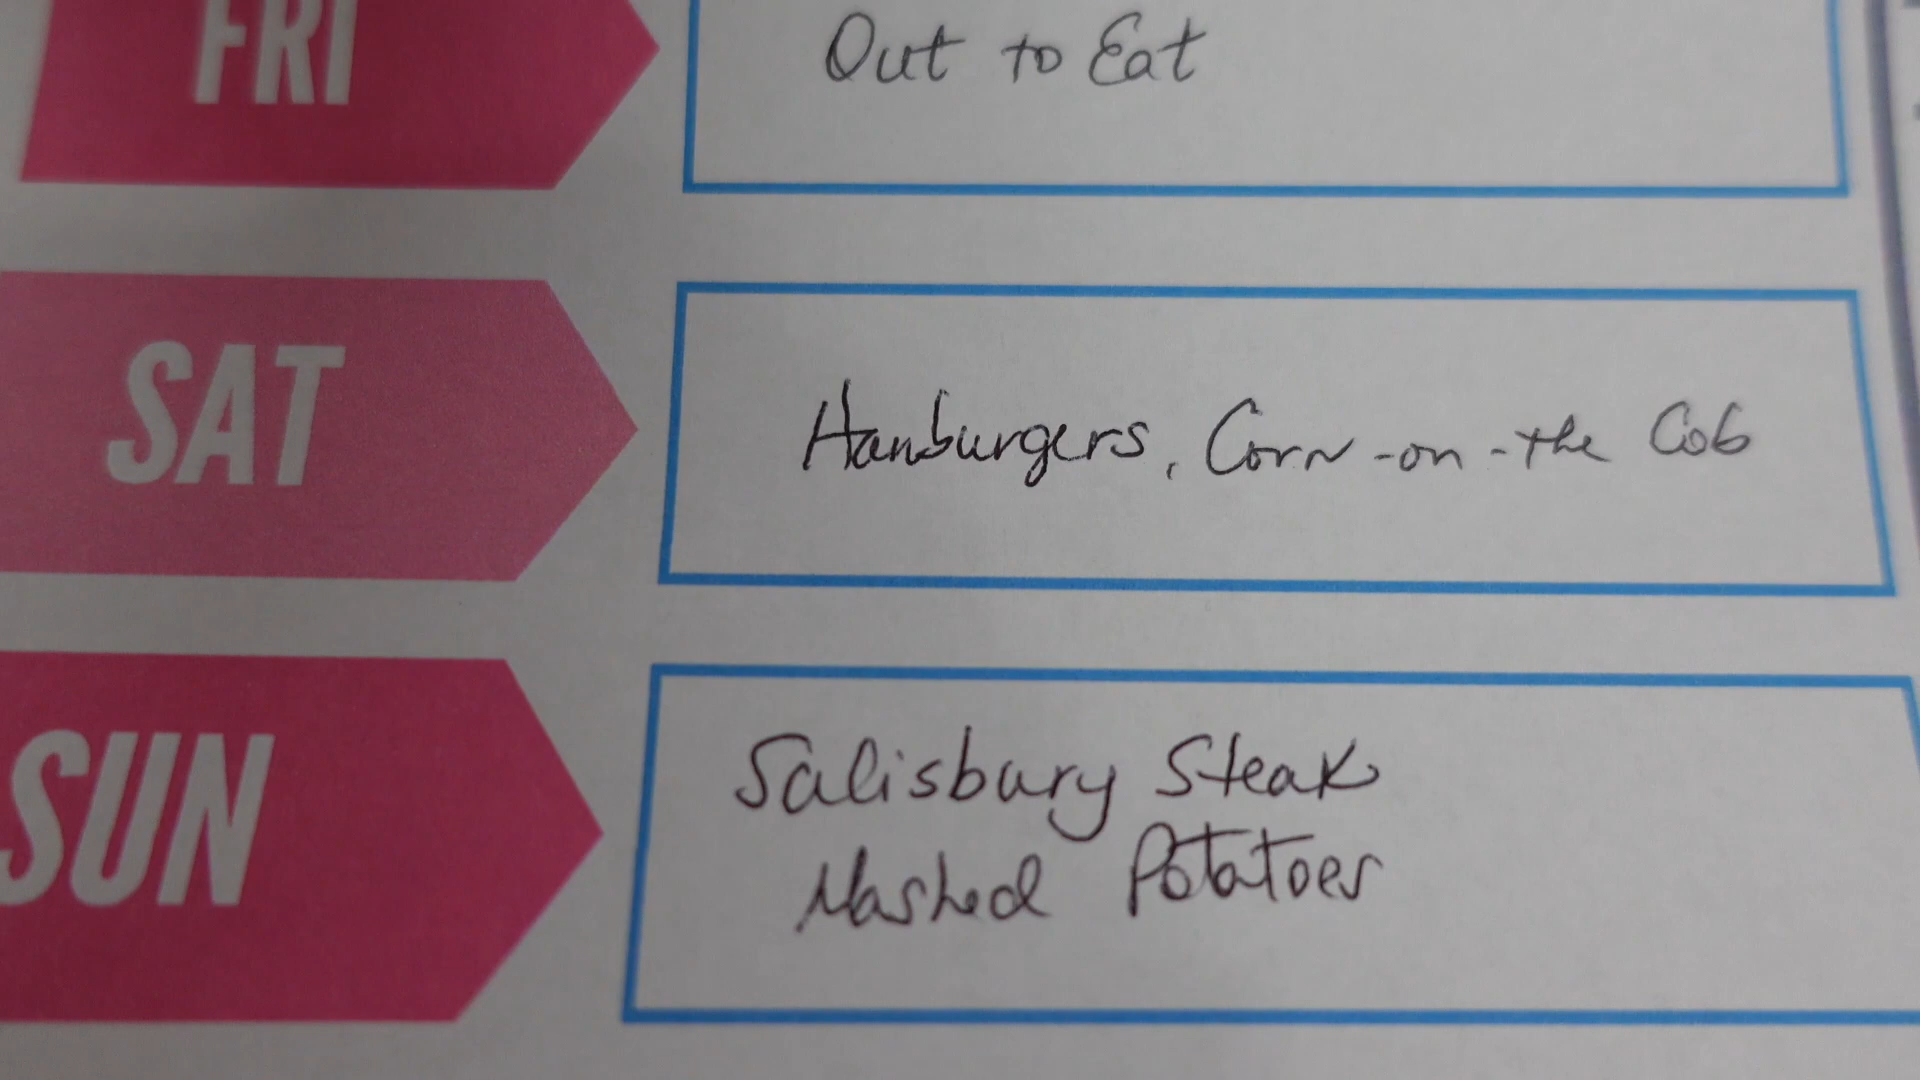 FRI
Out to Eat
SAT
Hamburgers, Corn-on-the Cob
SUN
Salisbury Steak
Mashed Potatoes